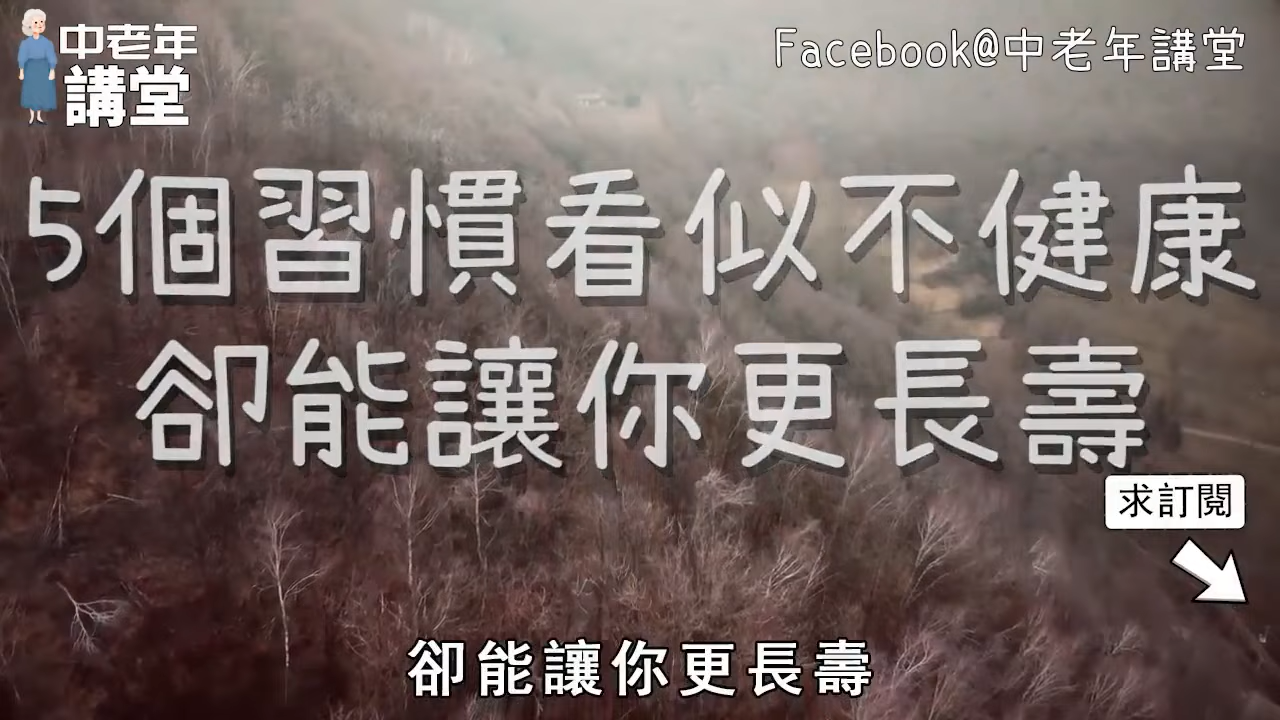 中老年
講堂
Facebook@中老年講堂
5個習慣看似不健康
卻能讓你更長壽
求訂閱
卻能讓你更長壽